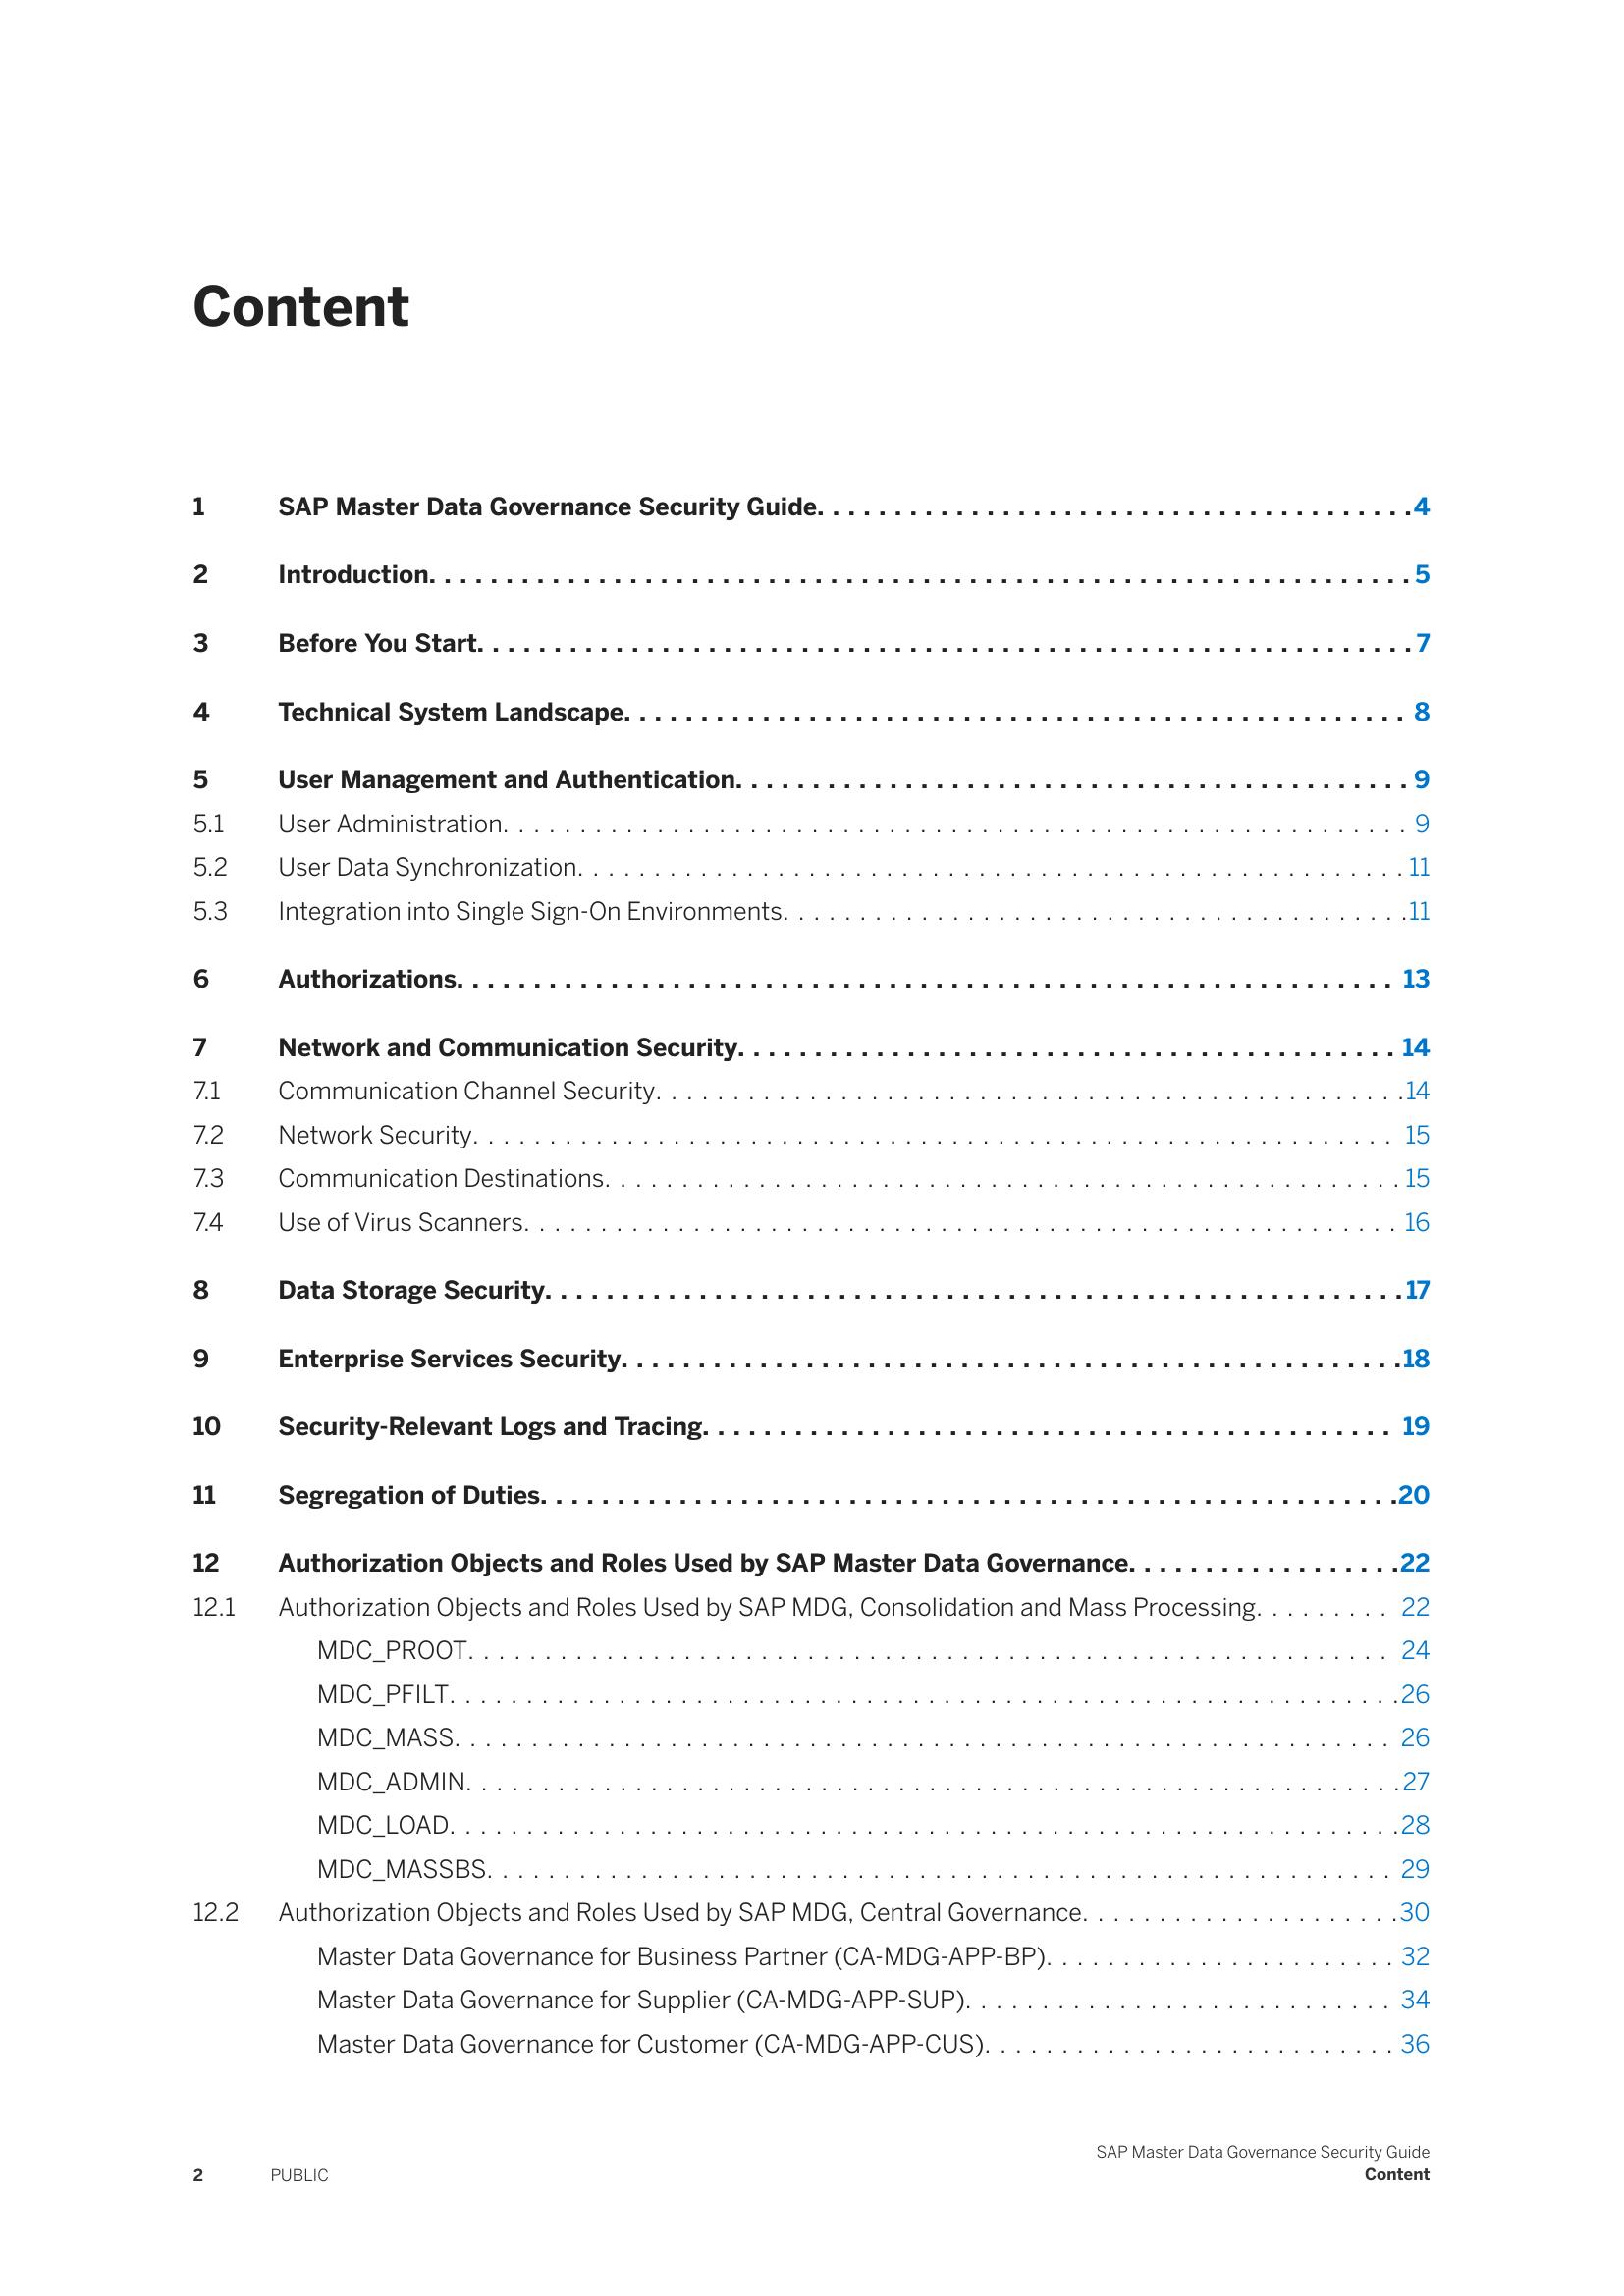 Content
1 SAP Master Data Governance Security Guide. . . . . . . . . . . . . . . . . . . . . . . . . . . . . . . . . . . . . . .4
2 Introduction. . . . . . . . . . . . . . . . . . . . . . . . . . . . . . . . . . . . . . . . . . . . . . . . . . . . . . . . . . . . . . . . 5
3 Before You Start. . . . . . . . . . . . . . . . . . . . . . . . . . . . . . . . . . . . . . . . . . . . . . . . . . . . . . . . . . . . . 7
4 Technical System Landscape. . . . . . . . . . . . . . . . . . . . . . . . . . . . . . . . . . . . . . . . . . . . . . . . . . . 8
5 User Management and Authentication. . . . . . . . . . . . . . . . . . . . . . . . . . . . . . . . . . . . . . . . . . . . 9
5.1 User Administration. . . . . . . . . . . . . . . . . . . . . . . . . . . . . . . . . . . . . . . . . . . . . . . . . . . . . . . . . . . 9
5.2 User Data Synchronization. . . . . . . . . . . . . . . . . . . . . . . . . . . . . . . . . . . . . . . . . . . . . . . . . . . . . . 11
5.3 Integration into Single Sign-On Environments. . . . . . . . . . . . . . . . . . . . . . . . . . . . . . . . . . . . . . . . .11
6 Authorizations. . . . . . . . . . . . . . . . . . . . . . . . . . . . . . . . . . . . . . . . . . . . . . . . . . . . . . . . . . . . . 13
7 Network and Communication Security. . . . . . . . . . . . . . . . . . . . . . . . . . . . . . . . . . . . . . . . . . . 14
7.1 Communication Channel Security. . . . . . . . . . . . . . . . . . . . . . . . . . . . . . . . . . . . . . . . . . . . . . . . .14
7.2 Network Security. . . . . . . . . . . . . . . . . . . . . . . . . . . . . . . . . . . . . . . . . . . . . . . . . . . . . . . . . . . . 15
7.3 Communication Destinations. . . . . . . . . . . . . . . . . . . . . . . . . . . . . . . . . . . . . . . . . . . . . . . . . . . . 15
7.4 Use of Virus Scanners. . . . . . . . . . . . . . . . . . . . . . . . . . . . . . . . . . . . . . . . . . . . . . . . . . . . . . . . . 16
8 Data Storage Security. . . . . . . . . . . . . . . . . . . . . . . . . . . . . . . . . . . . . . . . . . . . . . . . . . . . . . . .17
9 Enterprise Services Security. . . . . . . . . . . . . . . . . . . . . . . . . . . . . . . . . . . . . . . . . . . . . . . . . . .18
10 Security-Relevant Logs and Tracing. . . . . . . . . . . . . . . . . . . . . . . . . . . . . . . . . . . . . . . . . . . . . 19
11 Segregation of Duties. . . . . . . . . . . . . . . . . . . . . . . . . . . . . . . . . . . . . . . . . . . . . . . . . . . . . . . .20
12 Authorization Objects and Roles Used by SAP Master Data Governance. . . . . . . . . . . . . . . . . .22
12.1 Authorization Objects and Roles Used by SAP MDG, Consolidation and Mass Processing. . . . . . . . . 22
MDC_PROOT. . . . . . . . . . . . . . . . . . . . . . . . . . . . . . . . . . . . . . . . . . . . . . . . . . . . . . . . . . . . 24
MDC_PFILT. . . . . . . . . . . . . . . . . . . . . . . . . . . . . . . . . . . . . . . . . . . . . . . . . . . . . . . . . . . . . .26
MDC_MASS. . . . . . . . . . . . . . . . . . . . . . . . . . . . . . . . . . . . . . . . . . . . . . . . . . . . . . . . . . . . . 26
MDC_ADMIN. . . . . . . . . . . . . . . . . . . . . . . . . . . . . . . . . . . . . . . . . . . . . . . . . . . . . . . . . . . . .27
MDC_LOAD. . . . . . . . . . . . . . . . . . . . . . . . . . . . . . . . . . . . . . . . . . . . . . . . . . . . . . . . . . . . . .28
MDC_MASSBS. . . . . . . . . . . . . . . . . . . . . . . . . . . . . . . . . . . . . . . . . . . . . . . . . . . . . . . . . . . 29
12.2 Authorization Objects and Roles Used by SAP MDG, Central Governance. . . . . . . . . . . . . . . . . . . . .30
Master Data Governance for Business Partner (CA-MDG-APP-BP). . . . . . . . . . . . . . . . . . . . . . . 32
Master Data Governance for Supplier (CA-MDG-APP-SUP). . . . . . . . . . . . . . . . . . . . . . . . . . . . 34
Master Data Governance for Customer (CA-MDG-APP-CUS). . . . . . . . . . . . . . . . . . . . . . . . . . . 36
SAP Master Data Governance Security Guide
2 PUBLIC Content